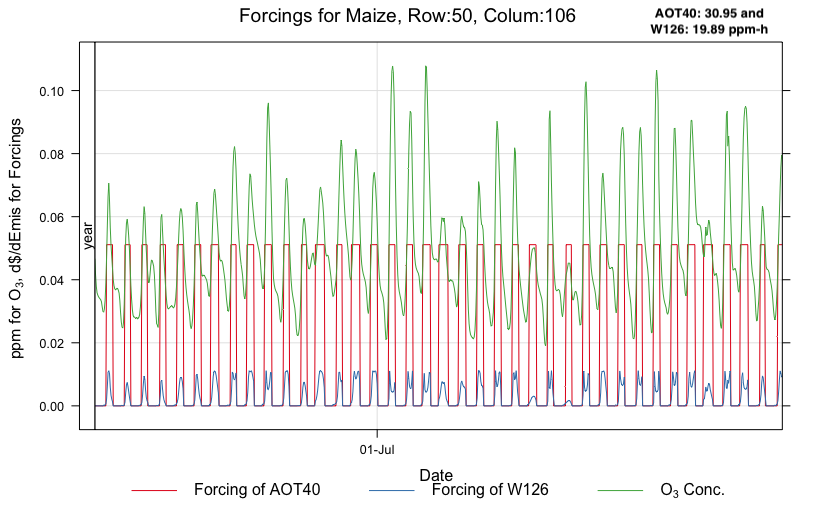 Forcings for Maize, Row:50, Colum:106
AOT40: 30.95 and
W126: 19.89 ppm-h
ppm for O3, d$/dEmis for Forcings
0.10
0.08
0.06
0.04
0.02
0.00
year
01-Jul
Date
Forcing of AOT40 Forcing of W126 O3 Conc.